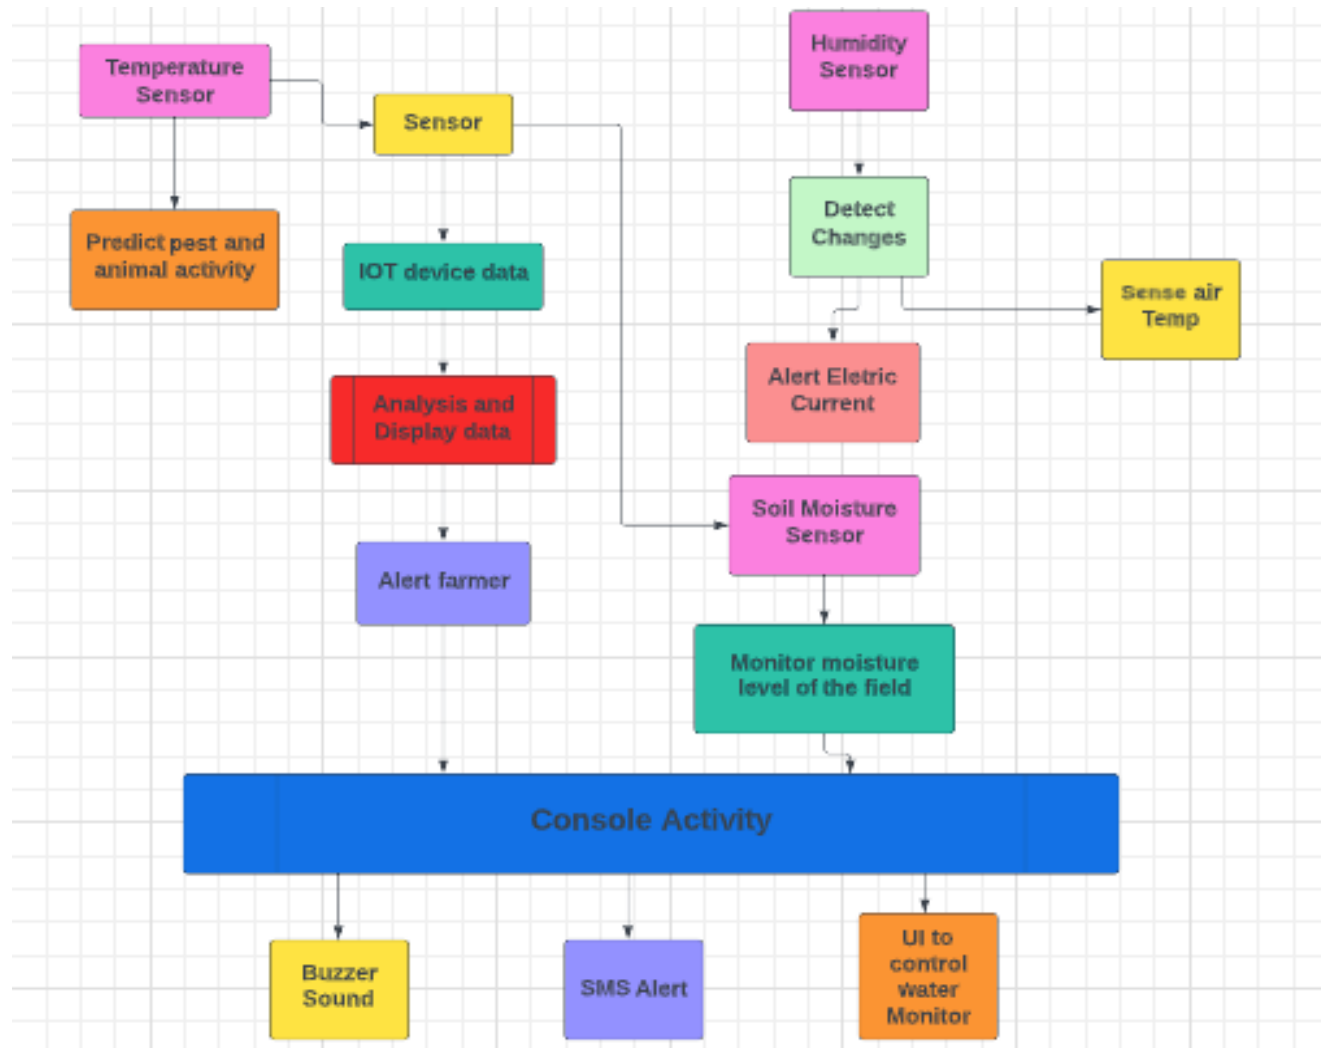 Temperature
Sensor
Sensor
Humidity
Sensor
Predict pest and
animal activity
IOT device data
Detect
Changes
Sense air
Temp
Analysis and
Display data
Alert Eletric
Current
Alert farmer
Soil Moisture
Sensor
Monitor moisture
level of the field
Console Activity
Buzzer
Sound
SMS Alert
UI to
control
water
Monitor